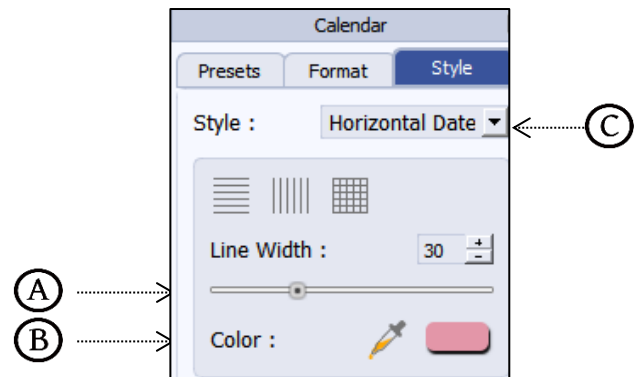 Calendar
Presets Format Style
Style : Horizontal Date
C
Line Width : 30 + -
A
B
Color :